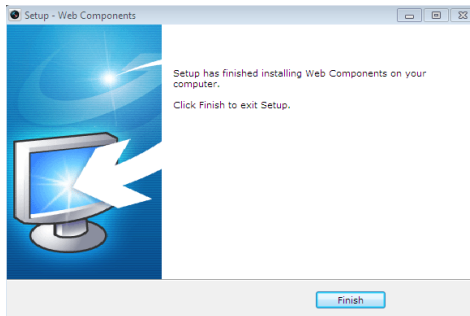 Setup - Web Components
Setup has finished installing Web Components on your
computer.
Click Finish to exit Setup.
Finish